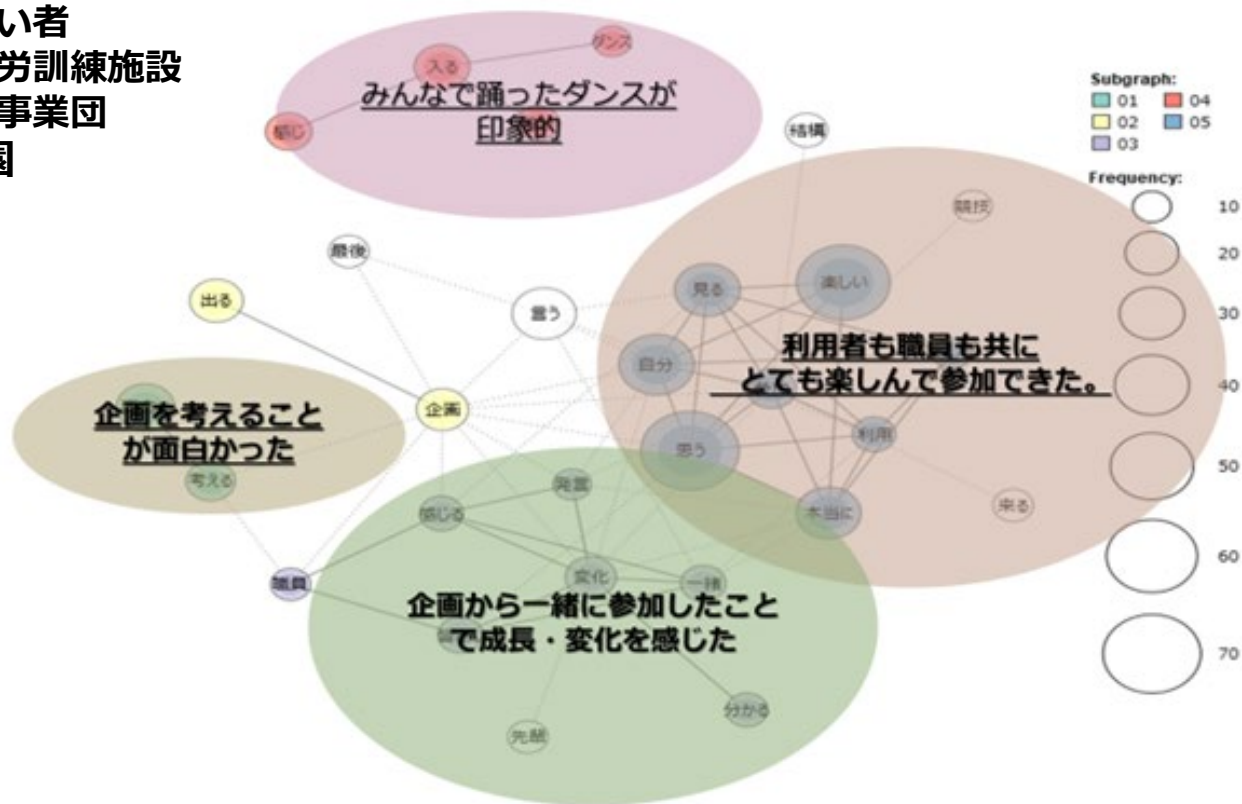 い者
労訓練施設
事業団
園
ダンス
入る
感じ
みんなで踊ったダンスが
印象的
結構
Subgraph:
01
04
02
05
03
Frequency:
10
20
30
40
50
60
70
競技
最後
出る
言う
見る
楽しい
自分
利用者も職員も共に
とても楽しんで参加できた。
企画
企画を考えること
が面白かった
思う
利用
考える
発言
感じる
本当に
来る
職員
変化
一緒
企画から一緒に参加したこと
で成長・変化を感じた
分かる
先輩